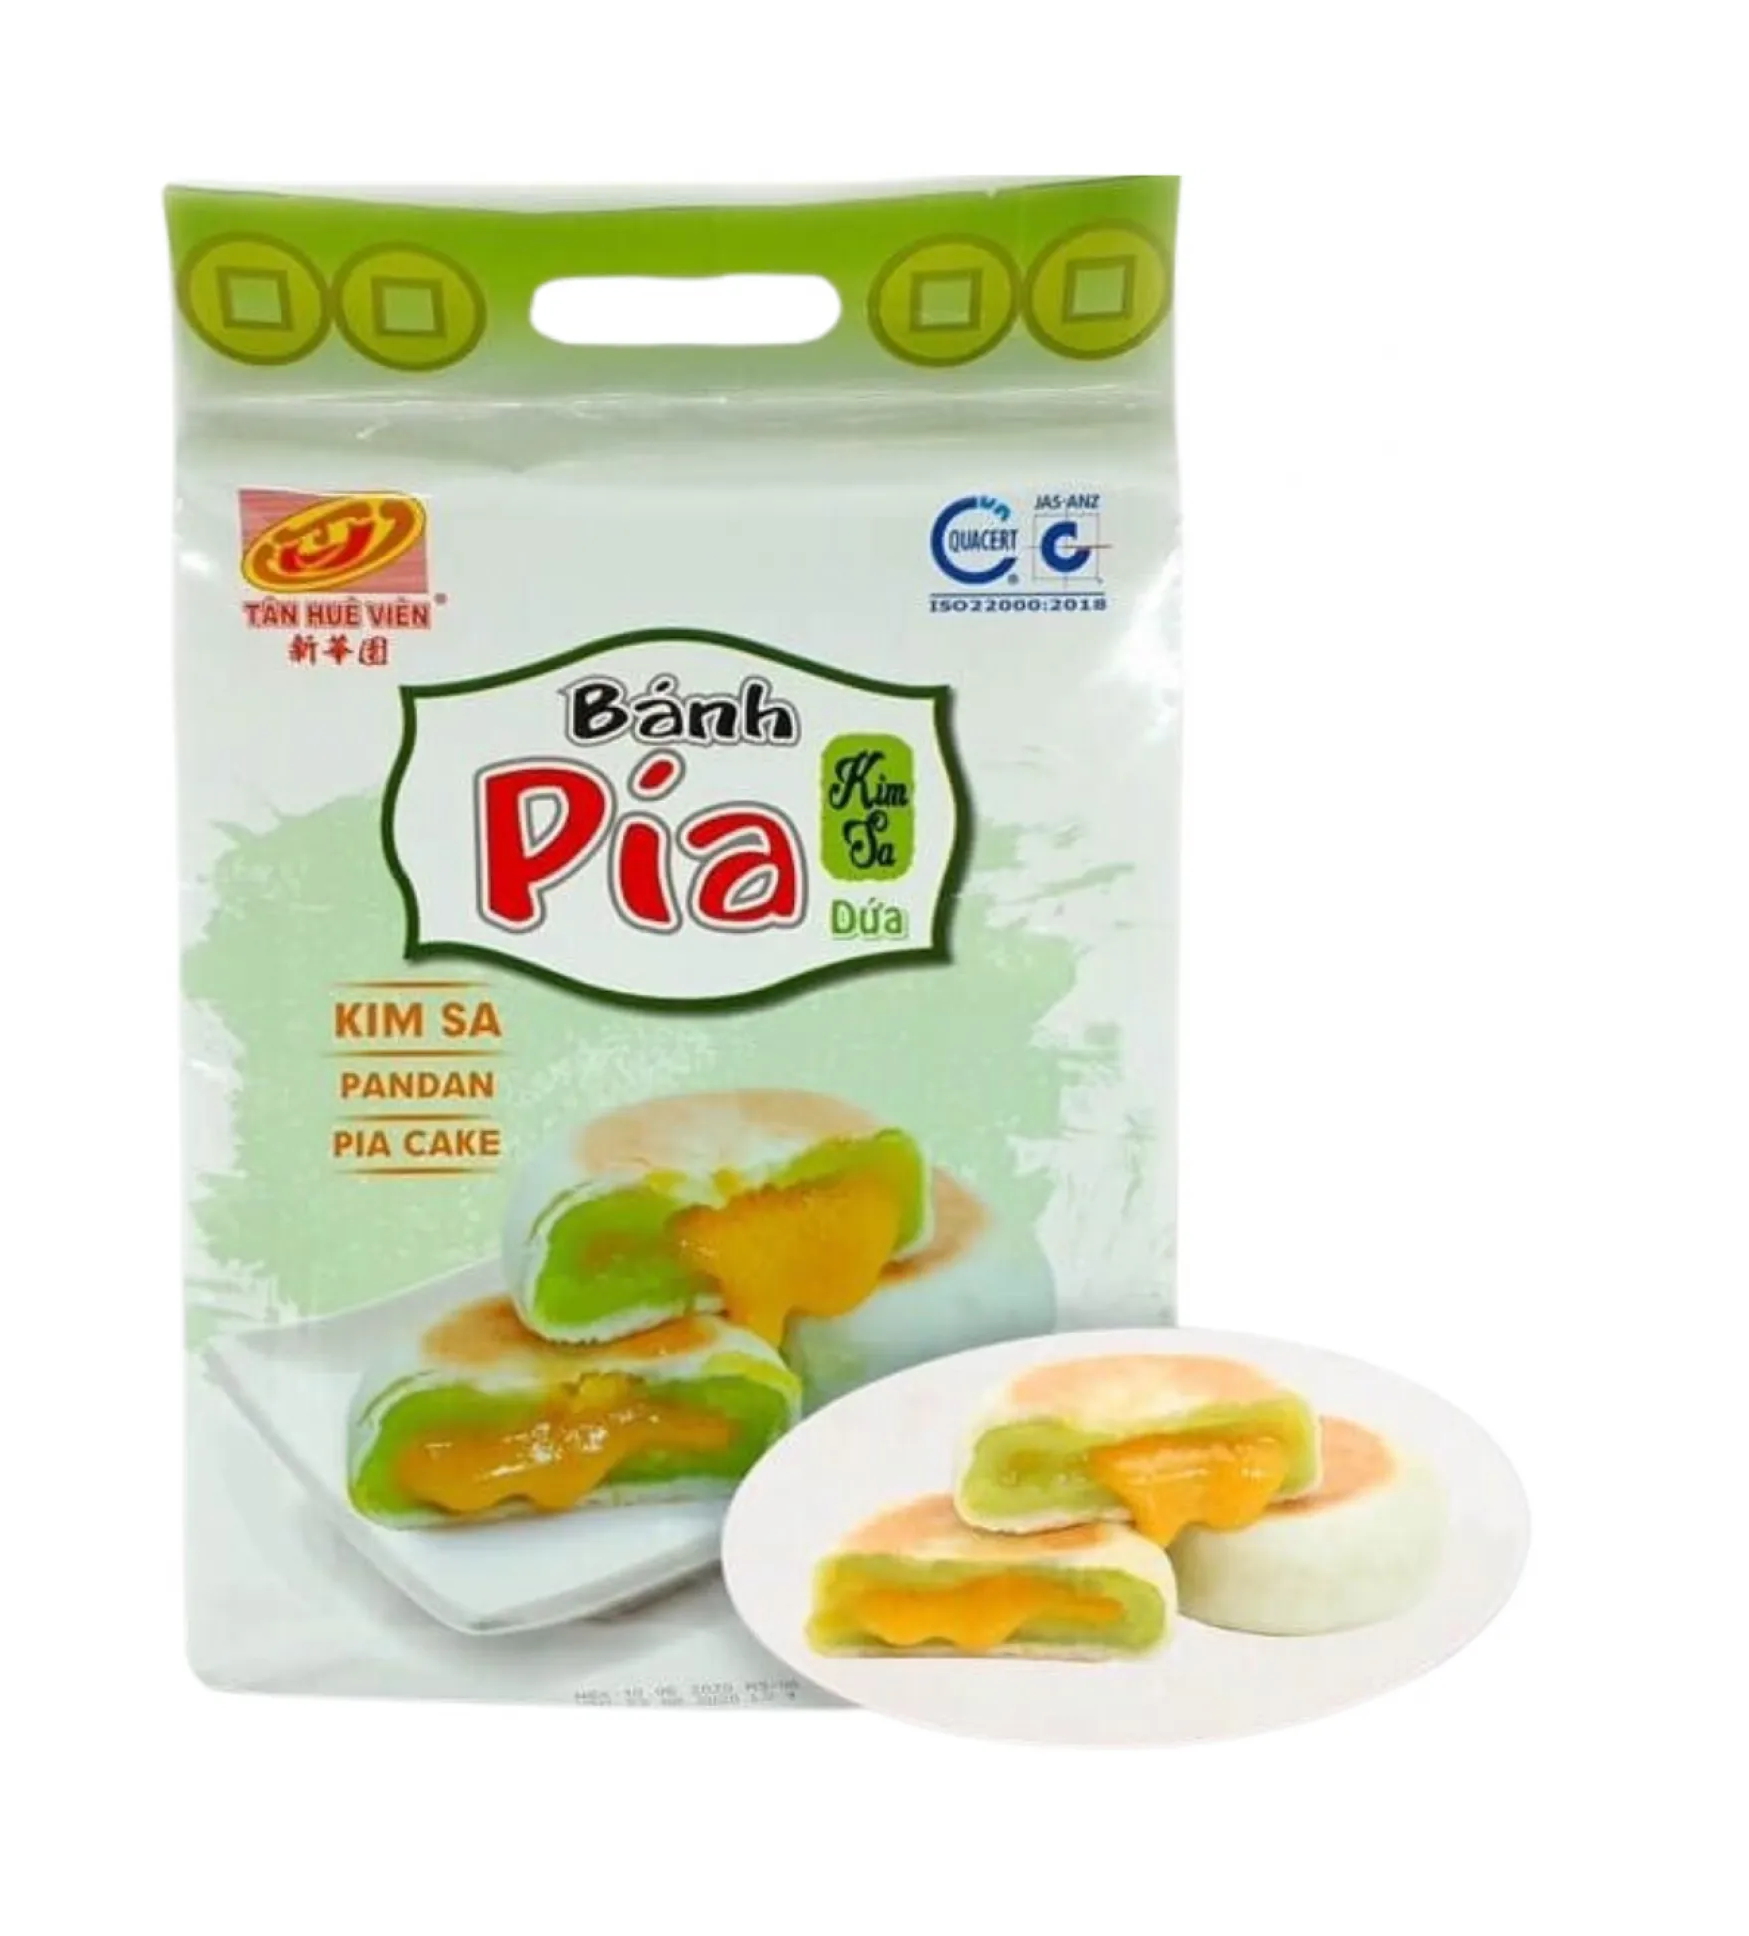 TÂN HUÊ VIÊN®
新華園
QUACERT
JAS-ANZ
ISO22000:2018
Bánh
Pía
Kim
Sa
Dứa
KIM SA
PANDAN
PIA CAKE